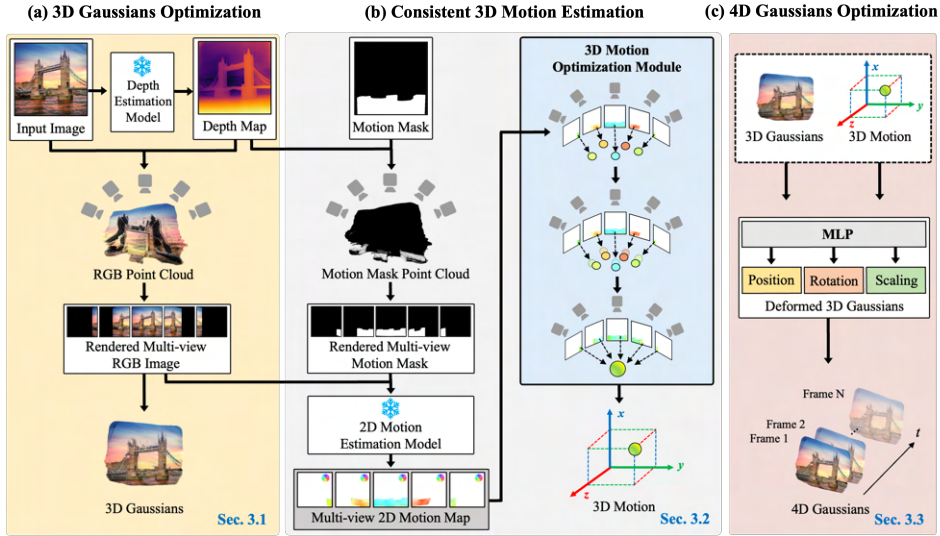 (a) 3D Gaussians Optimization
Input Image
Depth
Estimation
Model
Depth Map
RGB Point Cloud
Rendered Multi-view
RGB Image
3D Gaussians
Sec. 3.1
(b) Consistent 3D Motion Estimation
Motion Mask
Motion Mask Point Cloud
Rendered Multi-view
Motion Mask
2D Motion
Estimation Model
Multi-view 2D Motion Map
3D Motion
Optimization Module
x
y
z
3D Motion
Sec. 3.2
(c) 4D Gaussians Optimization
x
y
z
3D Gaussians
3D Motion
MLP
Position
Rotation
Scaling
Deformed 3D Gaussians
Frame N
Frame 2
Frame 1
t
4D Gaussians
Sec. 3.3